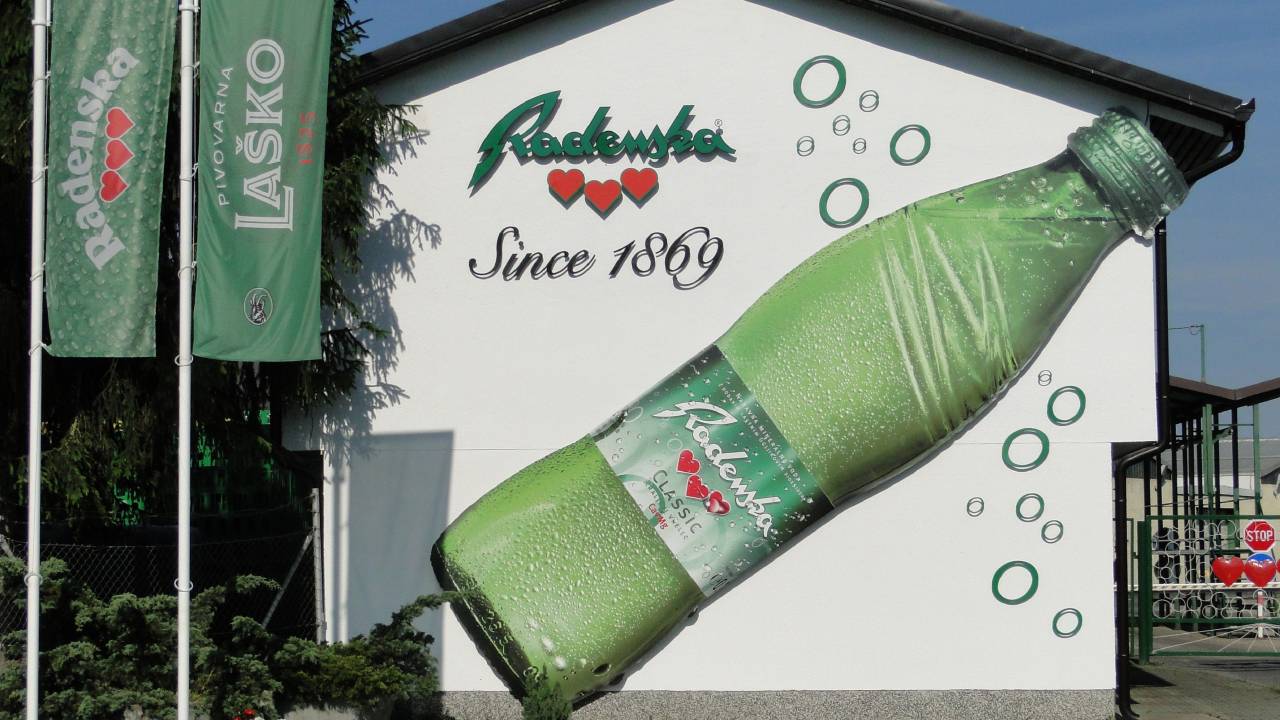 Radenska
PIVOVARNA
LAŠKO
1825
Radenska®
Since 1869
Radenska
CLASSIC
STOP